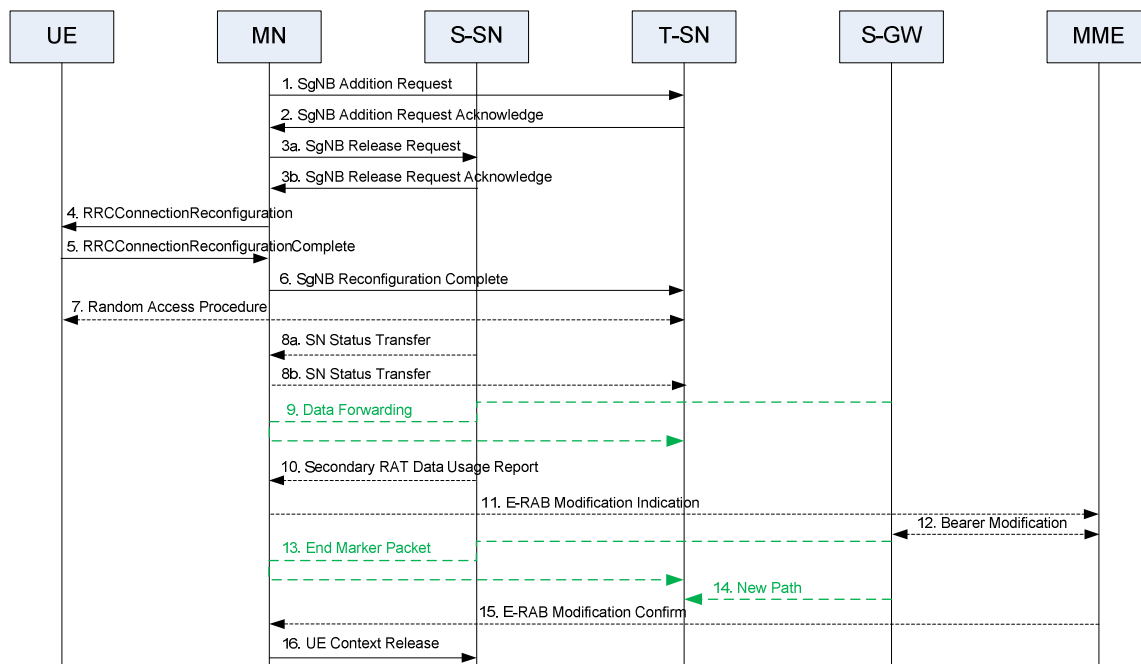 UE
MN
S-SN
T-SN
S-GW
MME
1. SgNB Addition Request
2. SgNB Addition Request Acknowledge
3a. SgNB Release Request
3b. SgNB Release Request Acknowledge
4. RRCConnectionReconfiguration
5. RRCConnectionReconfigurationComplete
6. SgNB Reconfiguration Complete
7. Random Access Procedure
8a. SN Status Transfer
8b. SN Status Transfer
9. Data Forwarding
10. Secondary RAT Data Usage Report
11. E-RAB Modification Indication
12. Bearer Modification
13. End Marker Packet
14. New Path
15. E-RAB Modification Confirm
16. UE Context Release